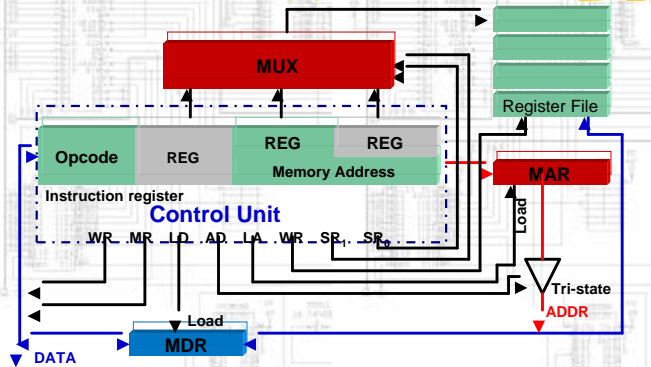 MUX
Register File
Opcode
REG
REG
REG
Memory Address
MAR
Instruction register
Control Unit
WR MR LD AD LA WR SR1 SR0
Load
Tri-state
ADDR
Load
MDR
DATA